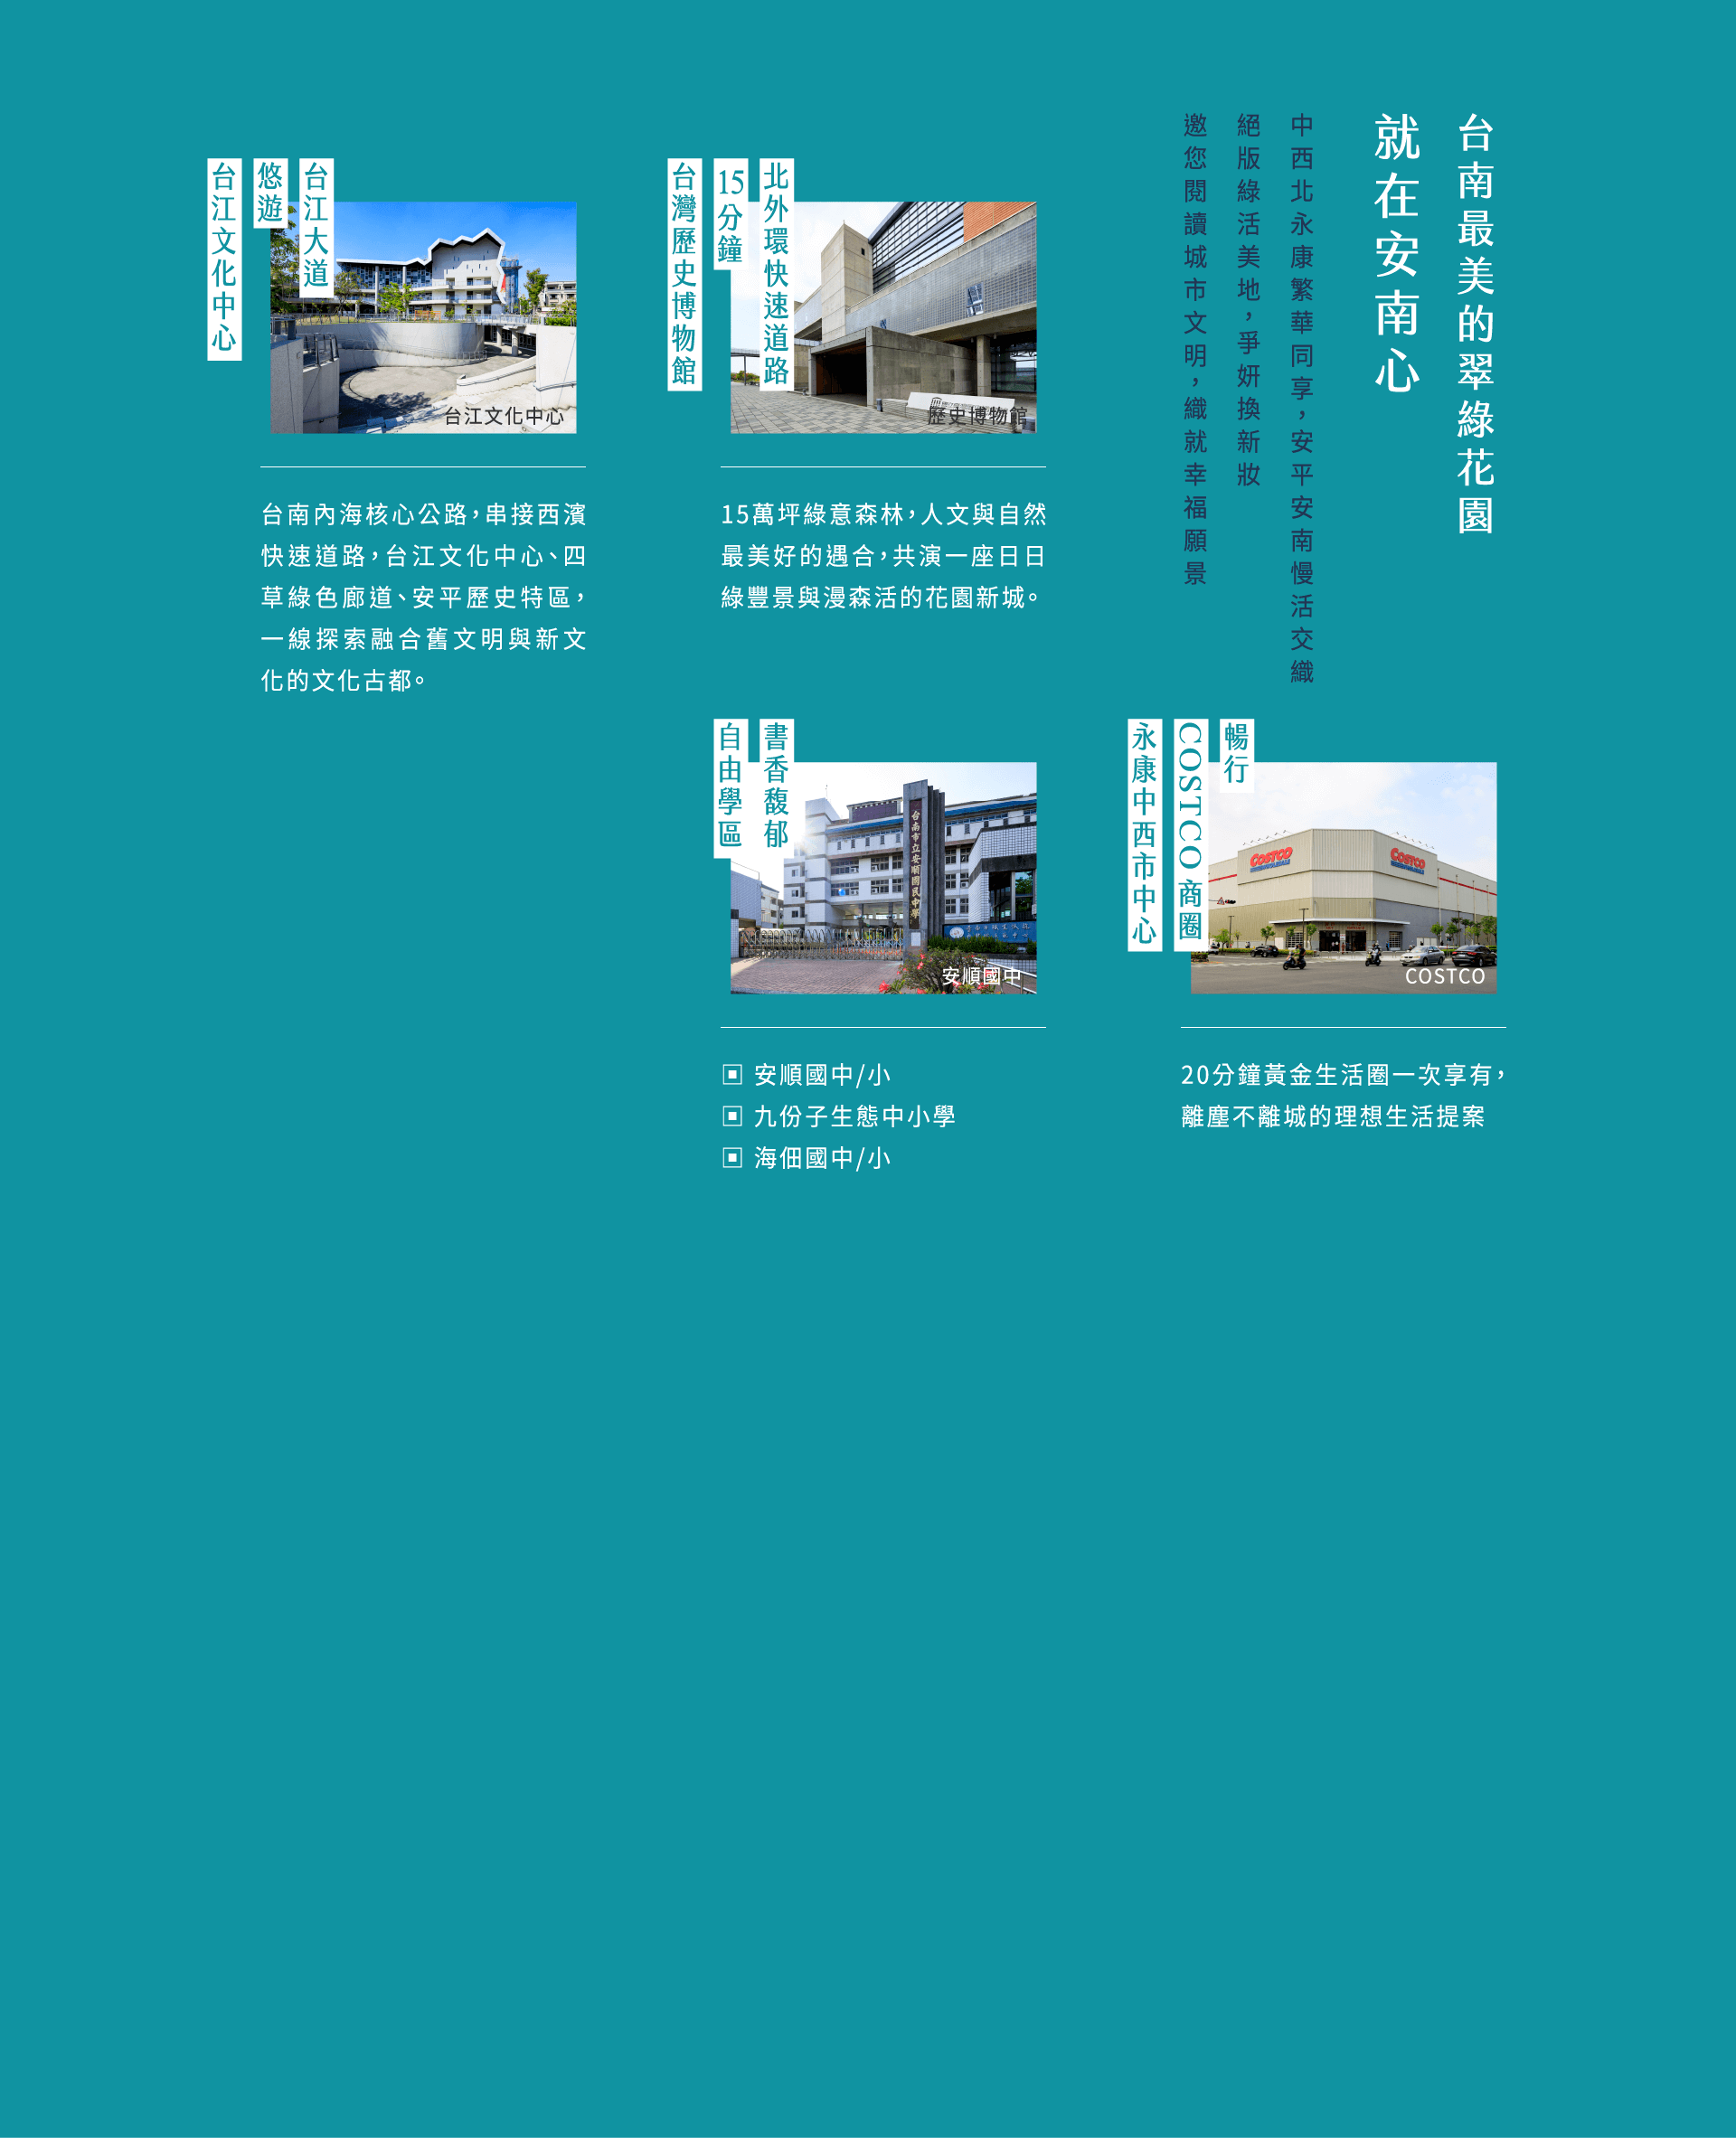 台南最美的翠綠花園
就在安南心
中西北永康繁華同享，安平安南慢活交織
絕版綠活美地，爭妍換新妝
邀您閱讀城市文明，織就幸福願景
北外環快速道路
15分鐘
台灣歷史博物館
歷史博物館
15萬坪綠意森林，人文與自然
最美好的遇合，共演一座日日
綠豐景與漫森活的花園新城。
台江大道
悠遊
台江文化中心
台江文化中心
台南內海核心公路，串接西濱
快速道路，台江文化中心、四
草綠色廊道、安平歷史特區，
一線探索融合舊文明與新文
化的文化古都。
暢行
COSTCO商圈
永康中西市中心
COSTCO
COSTCO
COSTCO
20分鐘黃金生活圈一次享有，
離塵不離城的理想生活提案
書香馥郁
自由學區
台南市立安順國民中學
安順國中
▣ 安順國中/小
▣ 九份子生態中小學
▣ 海佃國中/小